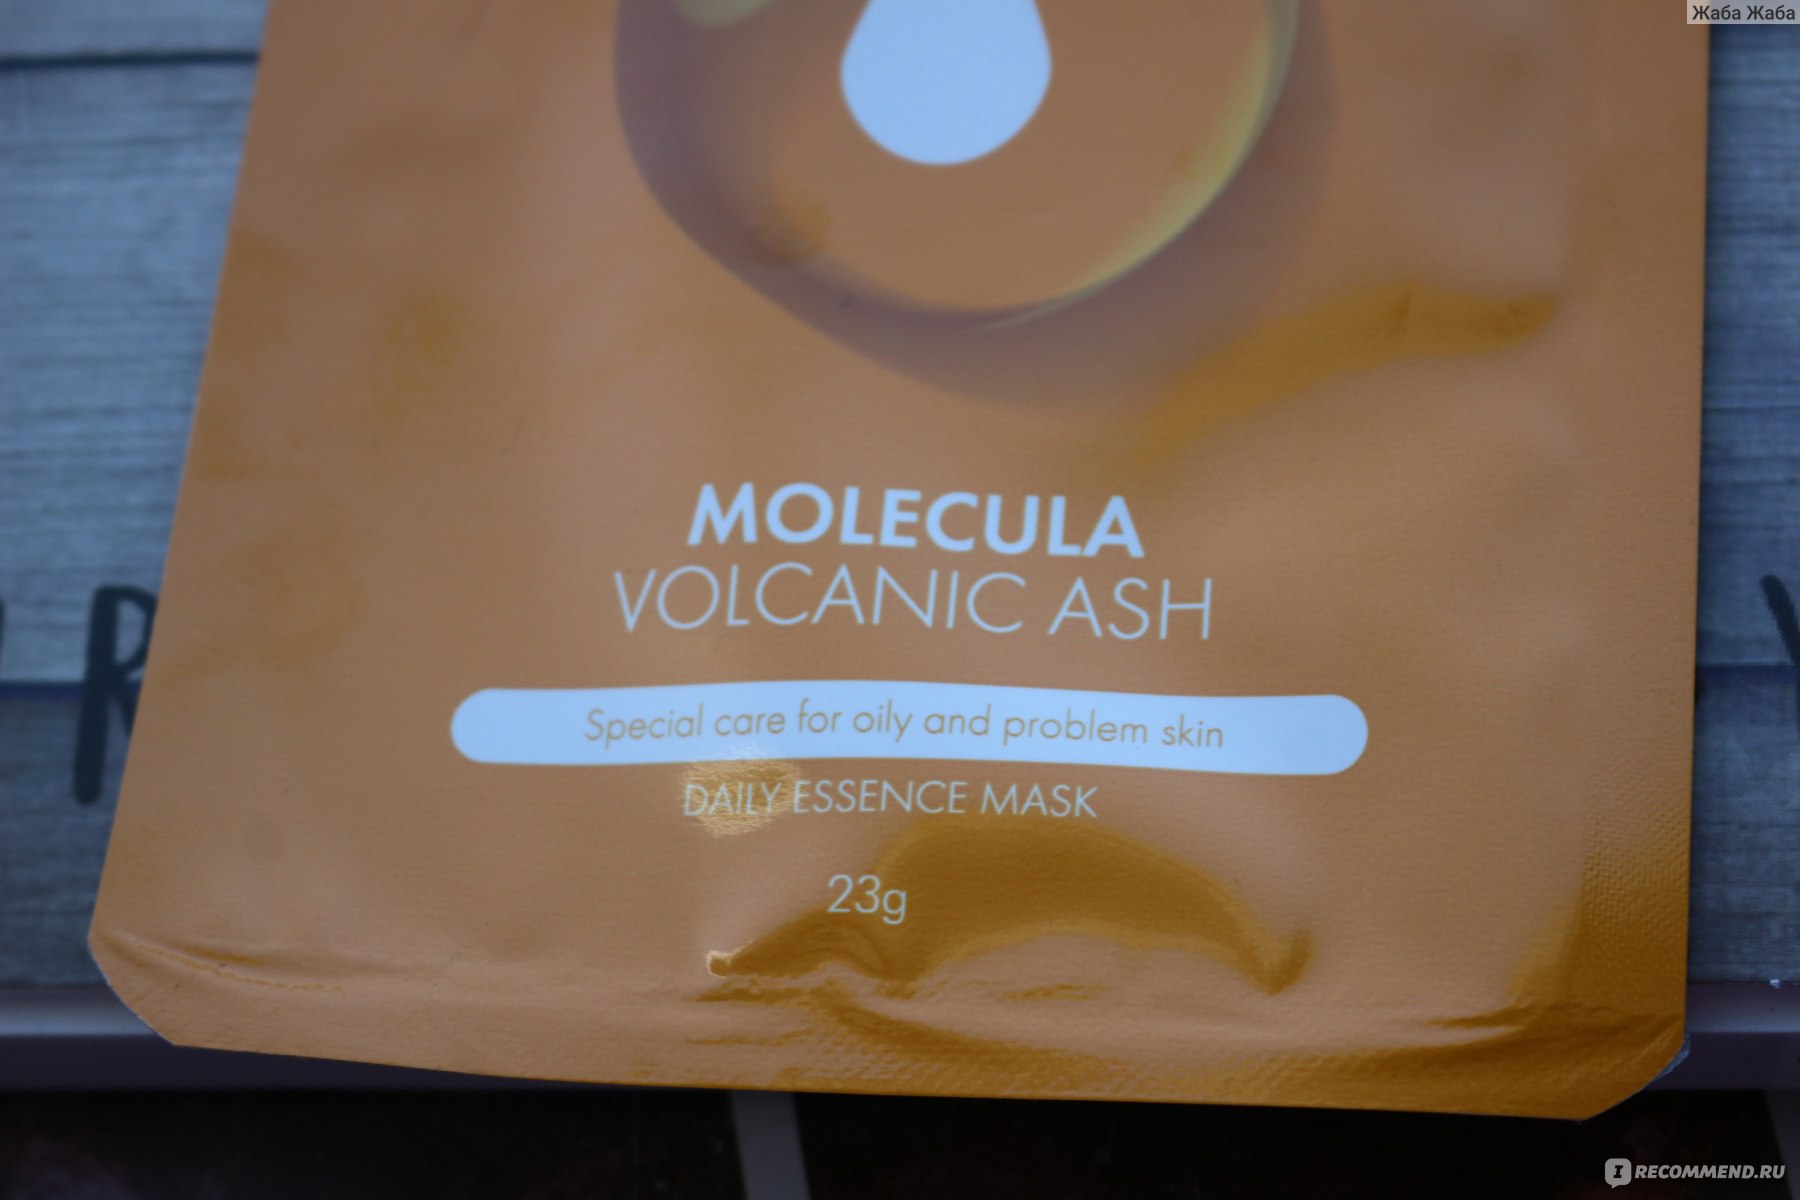 Жаба Жаба
MOLECULA
VOLCANIC ASH
Special care for oily and problem skin
DAILY ESSENCE MASK
23g
R
IRECOMMEND.RU